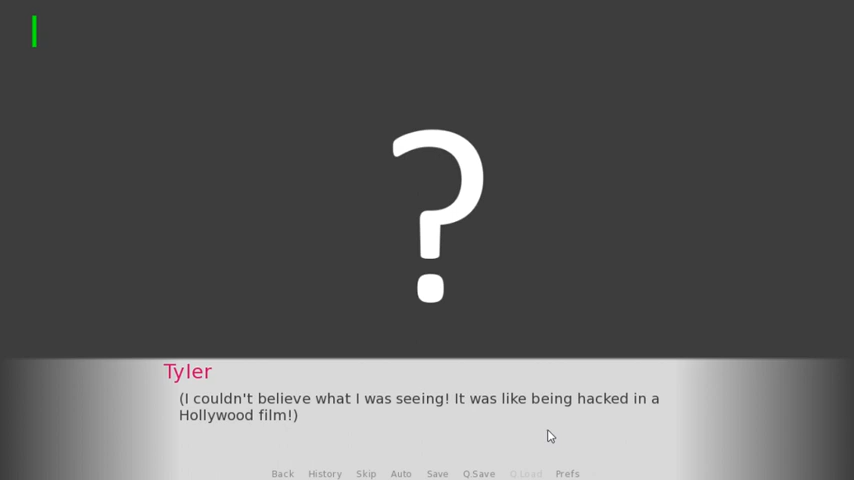 ?
Tyler
(I couldn't believe what I was seeing! It was like being hacked in a
Hollywood film!)
Back History Skip Auto Save Q.Save Q.Load Prefs